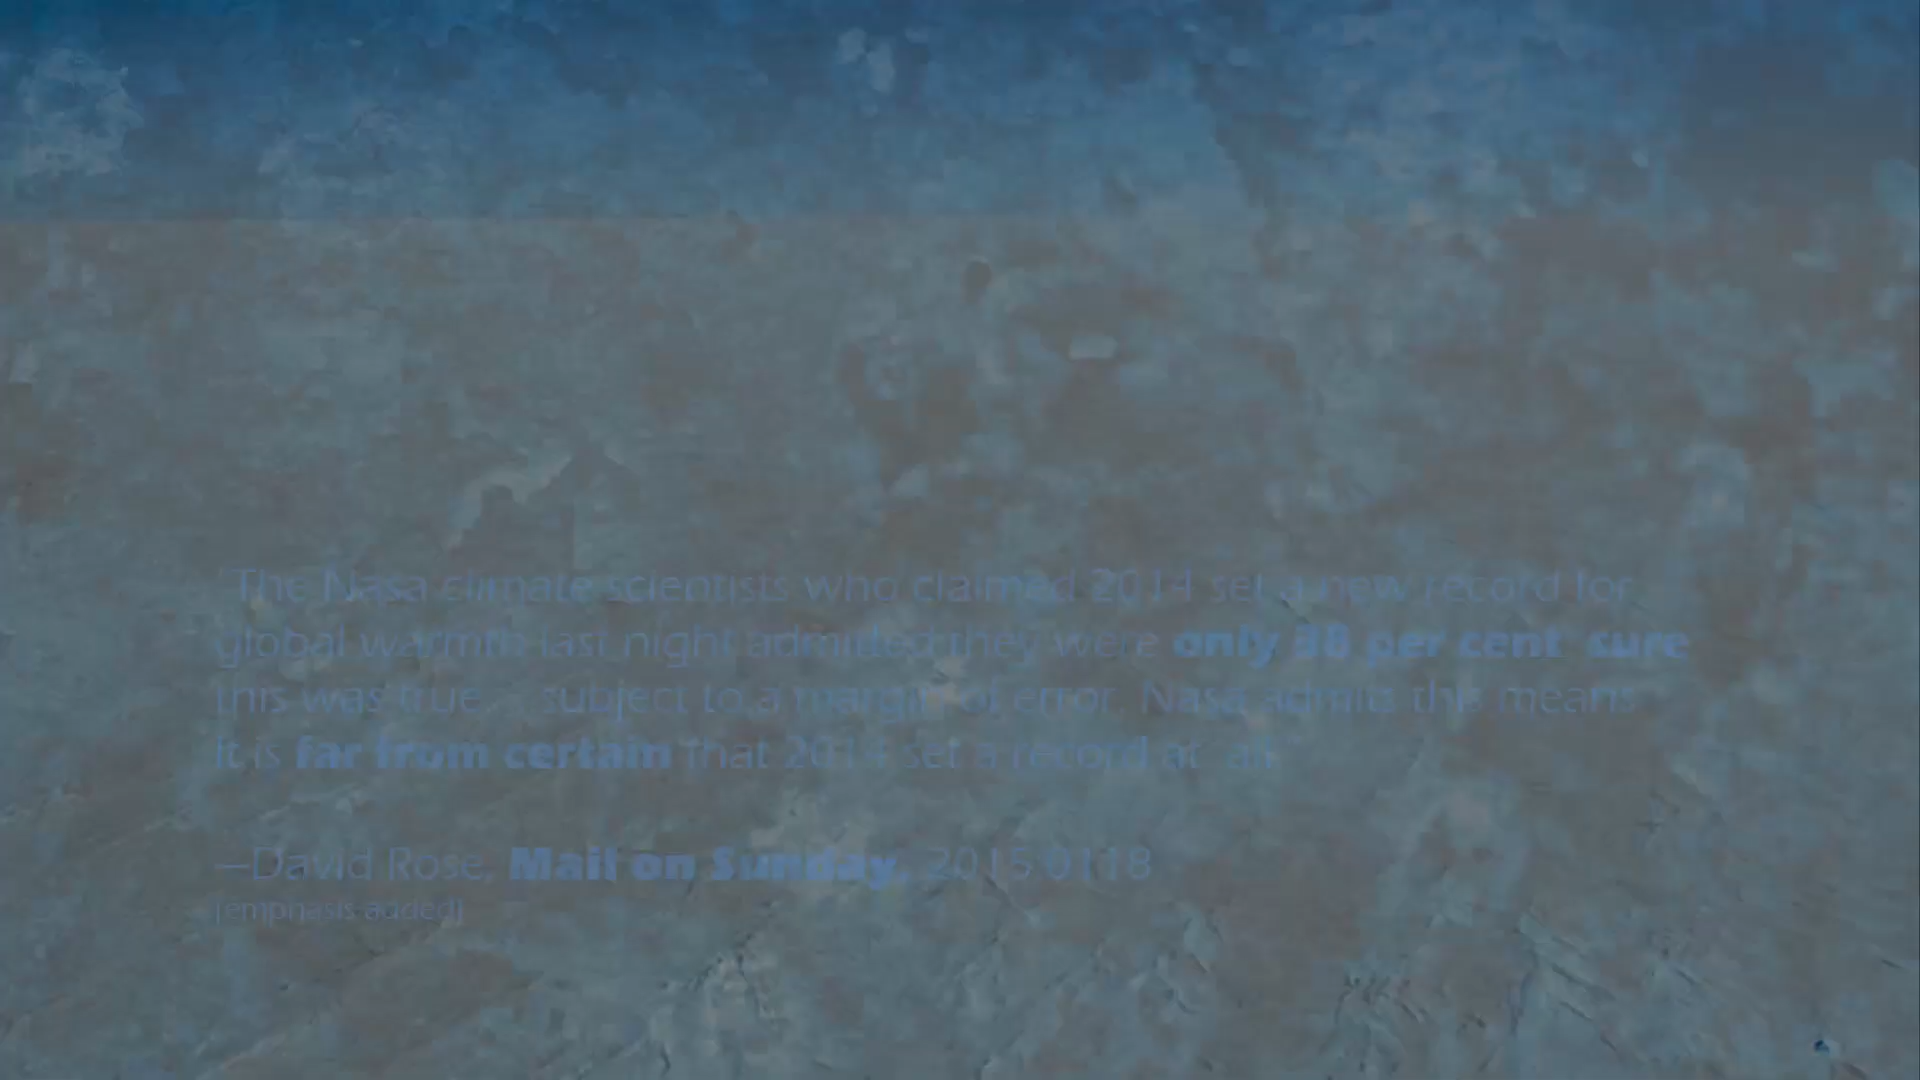 "The Nasa climate scientists who claimed 2014 set a new record for
global warmth last night admitted they were only 38 per cent sure
this was true ... subject to a margin of error. Nasa admits this means
it is far from certain that 2014 set a record at all."
—David Rose, Mail on Sunday, 2015 0118
[emphasis added]